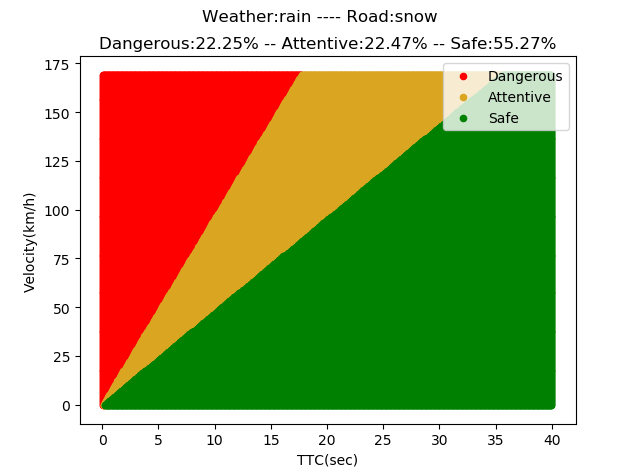 Weather:rain ---- Road:snow
Dangerous:22.25% -- Attentive:22.47% -- Safe:55.27%
Dangerous
Attentive
Safe
175
150
125
100
75
50
25
0
Velocity(km/h)
0 5 10 15 20 25 30 35 40
TTC(sec)